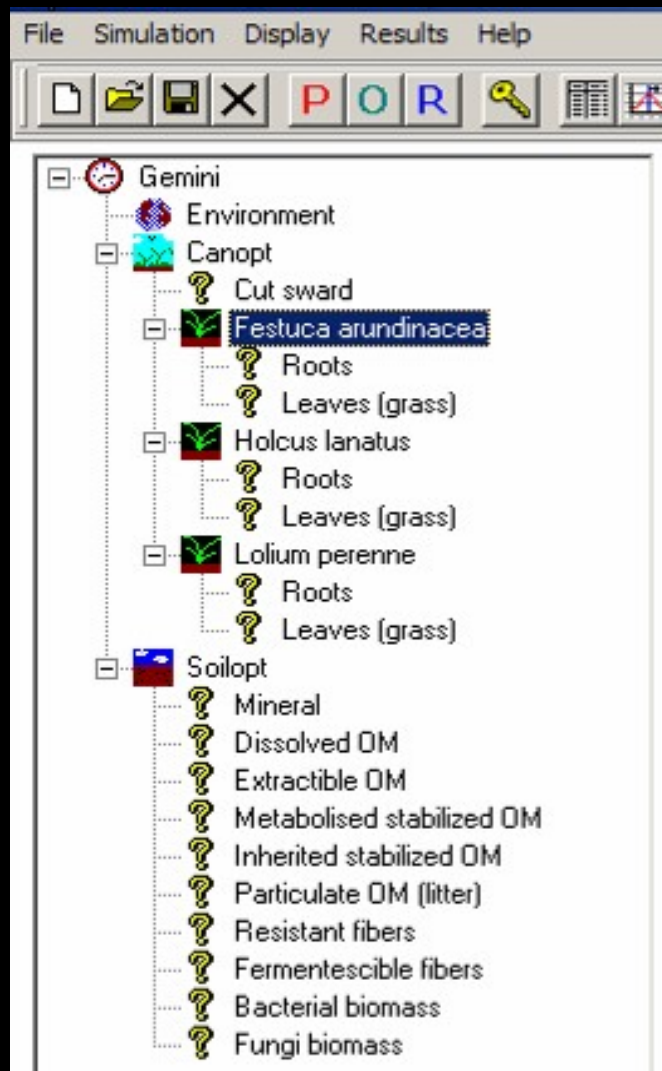 File Simulation Display Results Help
P O R
Gemini
Environment
Canopt
Cut sward
Festuca arundinacea
Roots
Leaves (grass)
Holcus lanatus
Roots
Leaves (grass)
Lolium perenne
Roots
Leaves (grass)
Soilopt
Mineral
Dissolved OM
Extractible OM
Metabolised stabilized OM
Inherited stabilized OM
Particulate OM (litter)
Resistant fibers
Fermentescible fibers
Bacterial biomass
Fungi biomass